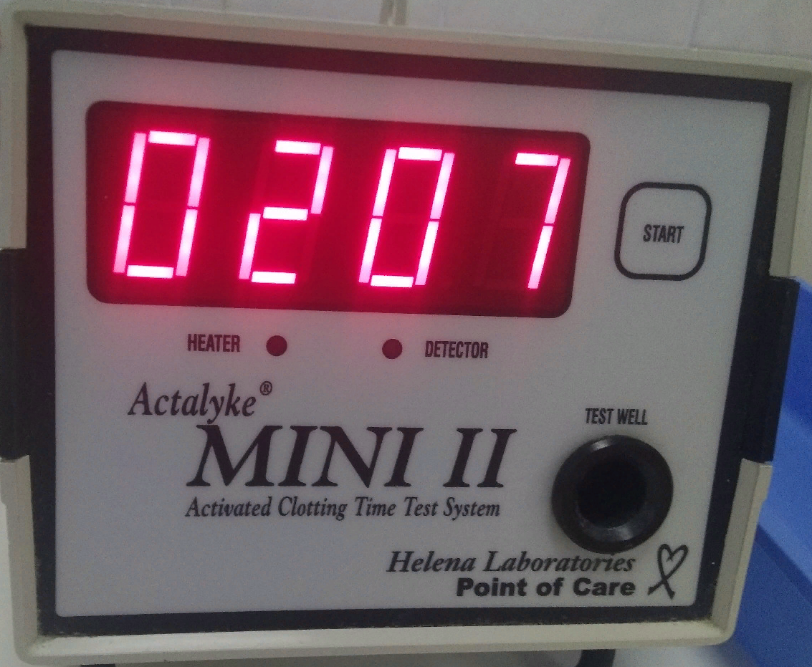 0207
START
HEATER DETECTOR
Actalyke®
MINI II
TEST WELL
Activated Clotting Time Test System
Helena Laboratories
Point of Care